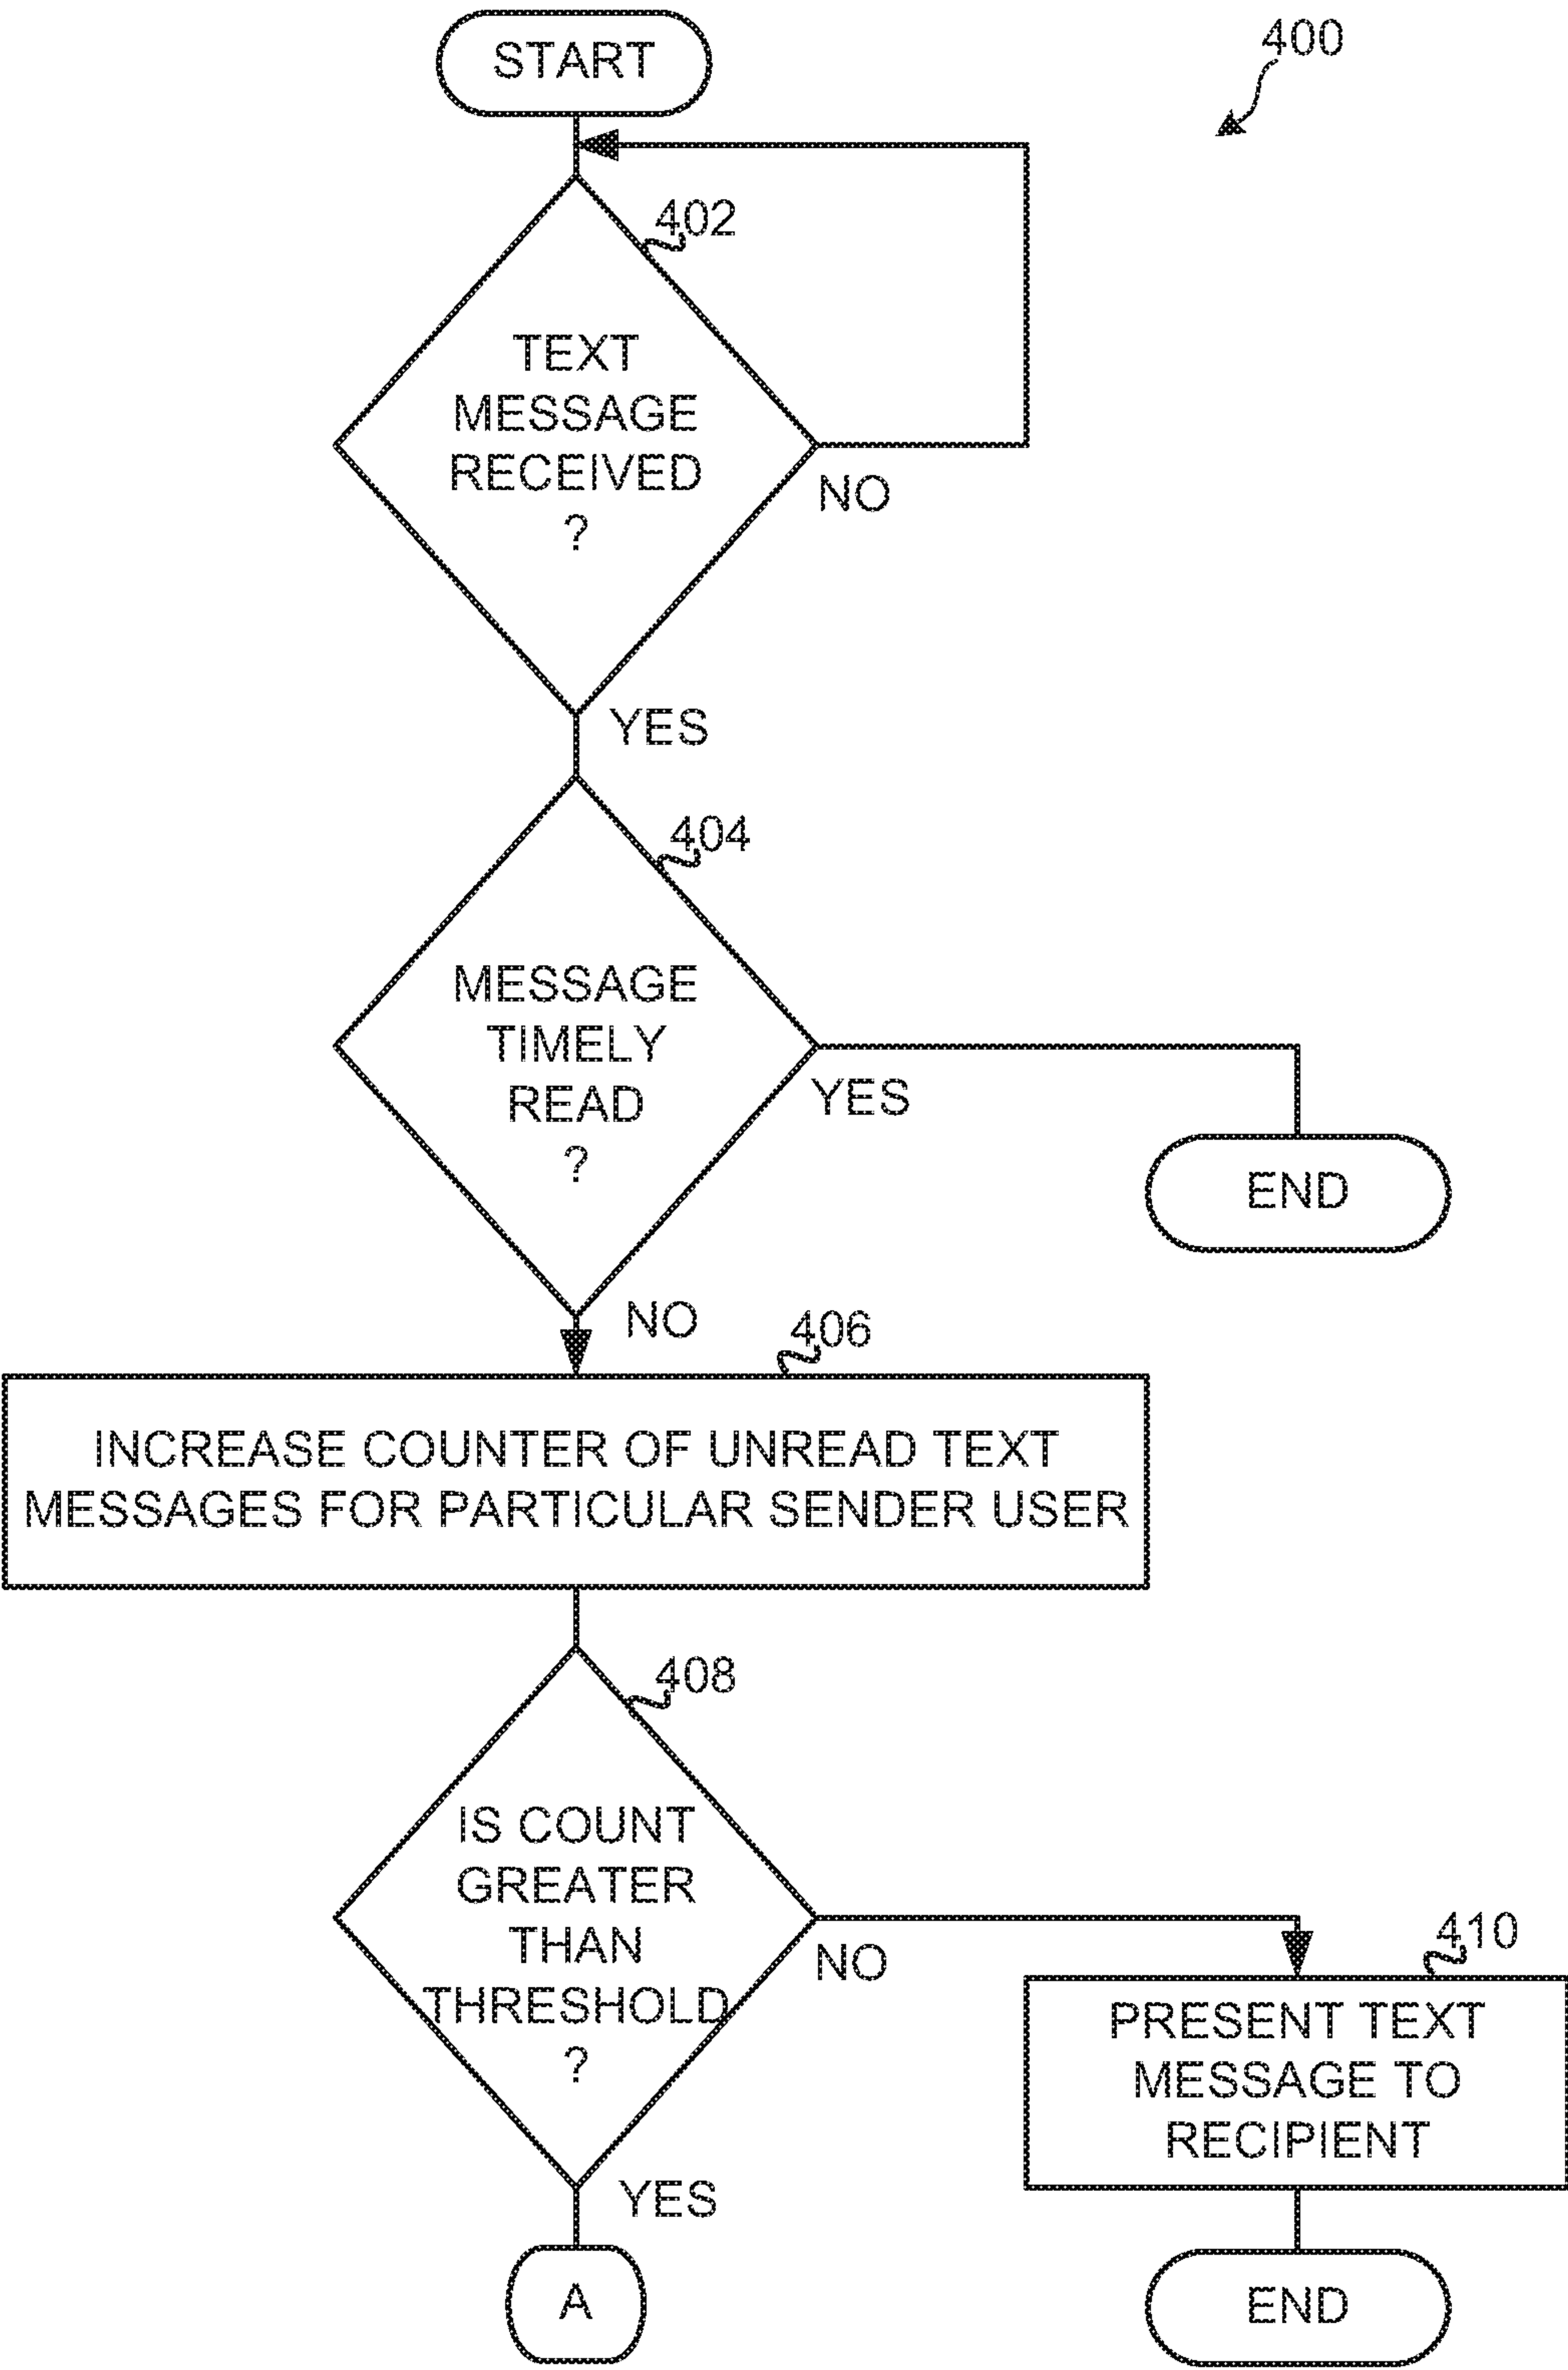 START
400
402
TEXT
MESSAGE
RECEIVED
?
NO
YES
404
MESSAGE
TIMELY
READ
?
YES
END
NO
406
INCREASE COUNTER OF UNREAD TEXT
MESSAGES FOR PARTICULAR SENDER USER
408
IS COUNT
GREATER
THAN
THRESHOLD
?
NO
410
PRESENT TEXT
MESSAGE TO
RECIPIENT
YES
A
END